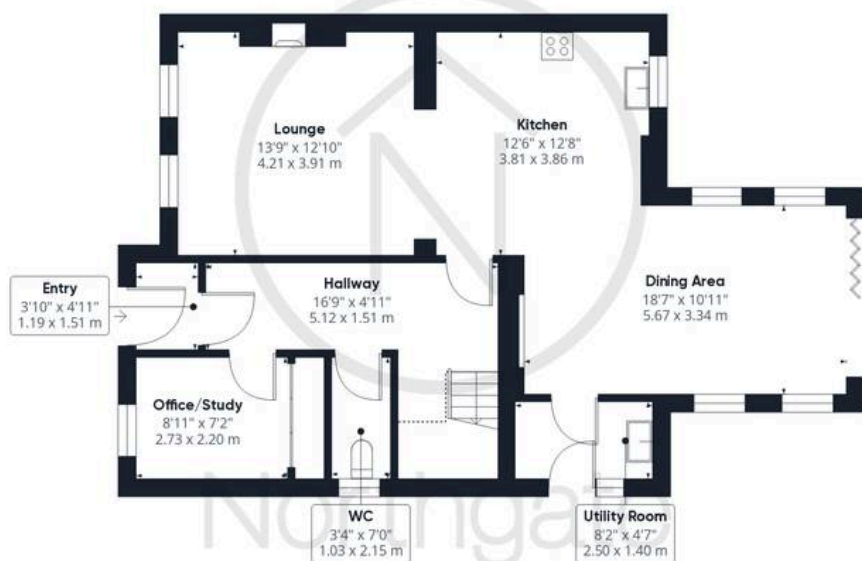 Lounge
13'9" x 12'10"
4.21 x 3.91 m
Kitchen
12'6" x 12'8"
3.81 x 3.86 m
Entry
3'10" x 4'11"
1.19 x 1.51 m
Hallway
16'9" x 4'11"
5.12 x 1.51 m
Dining Area
18'7" x 10'11"
5.67 x 3.34 m
Office/Study
8'11" x 7'2"
2.73 x 2.20 m
WC
3'4" x 7'0"
1.03 x 2.15 m
Utility Room
8'2" x 4'7"
2.50 x 1.40 m
Northgate